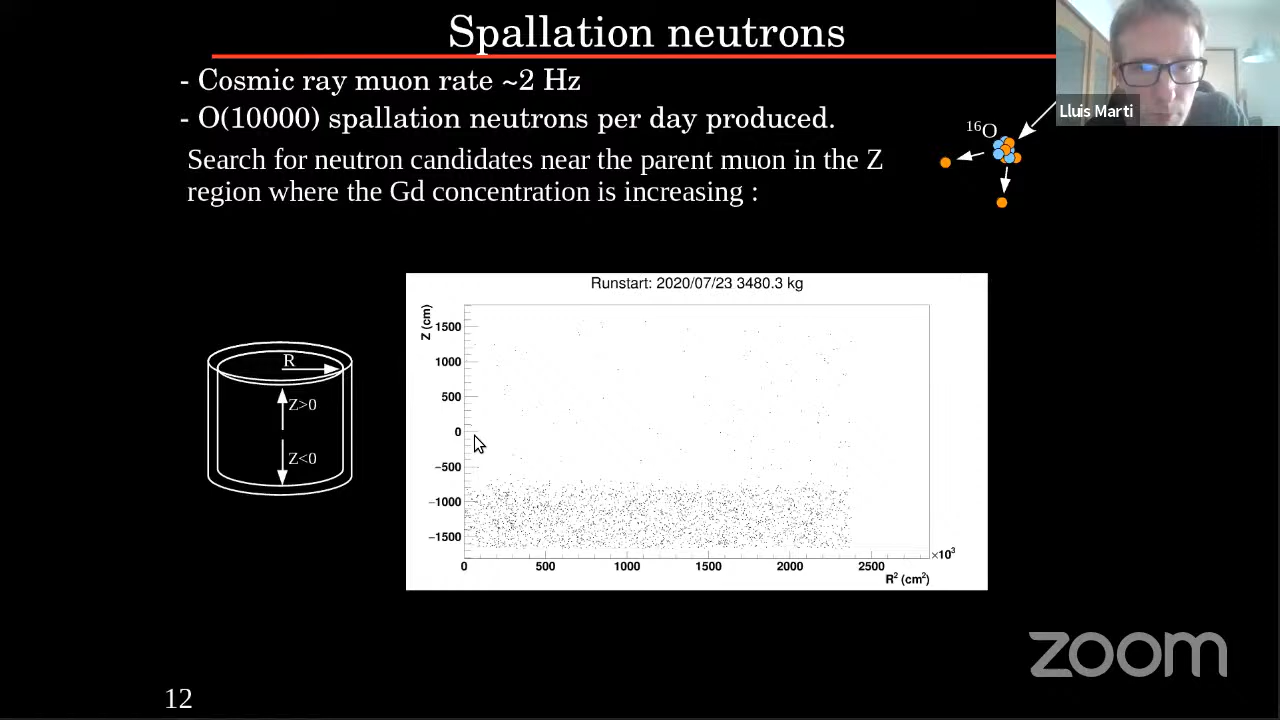 Spallation neutrons
- Cosmic ray muon rate ~2 Hz
- O(10000) spallation neutrons per day produced.
Search for neutron candidates near the parent muon in the Z
region where the Gd concentration is increasing :
Lluis Marti
16O
R
Z>0
Z<0
Runstart: 2020/07/23 3480.3 kg
Z (cm)
1500
1000
500
0
−500
−1000
−1500
0 500 1000 1500 2000 2500
×10³
R² (cm²)
zoom
12